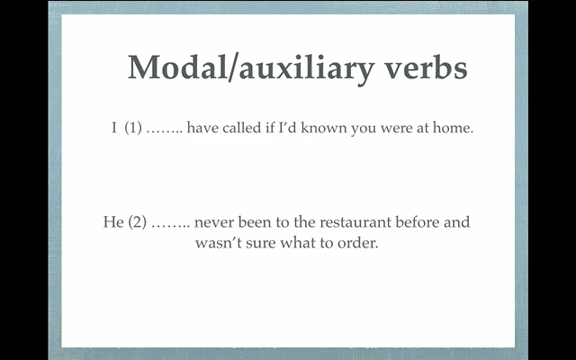 Modal/auxiliary verbs
I (1) …….. have called if I’d known you were at home.
He (2) …….. never been to the restaurant before and
wasn’t sure what to order.